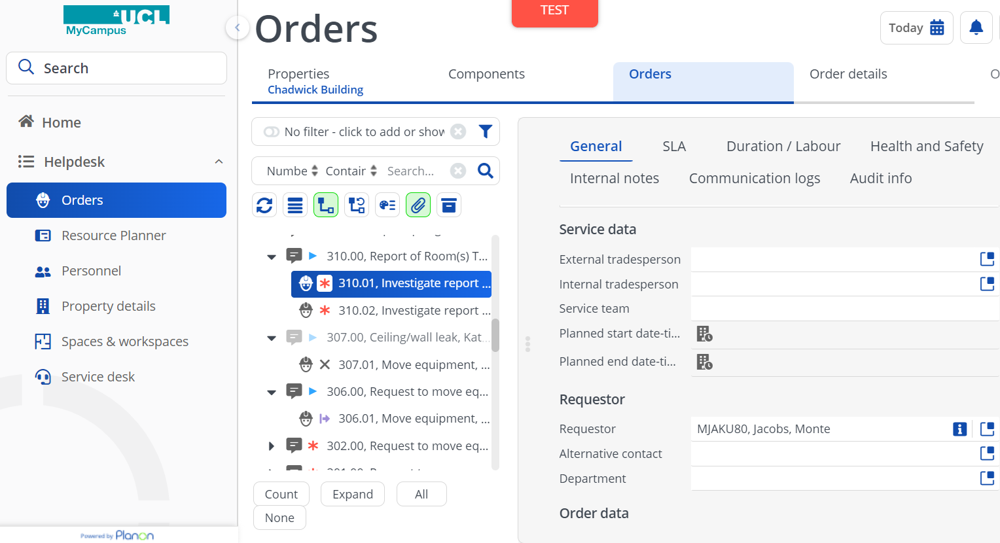 UCL
MyCampus
Search
Home
Helpdesk
Orders
Resource Planner
Personnel
Property details
Spaces & workspaces
Service desk
Powered by Planon
Orders
TEST
Today
Properties
Chadwick Building
Components
Orders
Order details
O
No filter - click to add or show
Numbe
Contain
Search...
310.00, Report of Room(s) T...
310.01, Investigate report ...
310.02, Investigate report ...
307.00, Ceiling/wall leak, Kat...
307.01, Move equipment, ...
306.00, Request to move eq...
306.01, Move equipment, ...
302.00, Request to move eq...
Count
Expand
All
None
General
SLA
Duration / Labour
Health and Safety
Internal notes
Communication logs
Audit info
Service data
External tradesperson
Internal tradesperson
Service team
Planned start date-ti...
Planned end date-ti...
Requestor
Requestor
MJAKU80, Jacobs, Monte
Alternative contact
Department
Order data